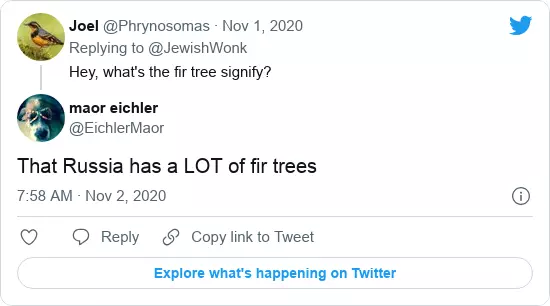 Joel @Phrynosomas · Nov 1, 2020
Replying to @JewishWonk
Hey, what's the fir tree signify?
maor eichler
@EichlerMaor
That Russia has a LOT of fir trees
7:58 AM · Nov 2, 2020
Reply
Copy link to Tweet
Explore what's happening on Twitter